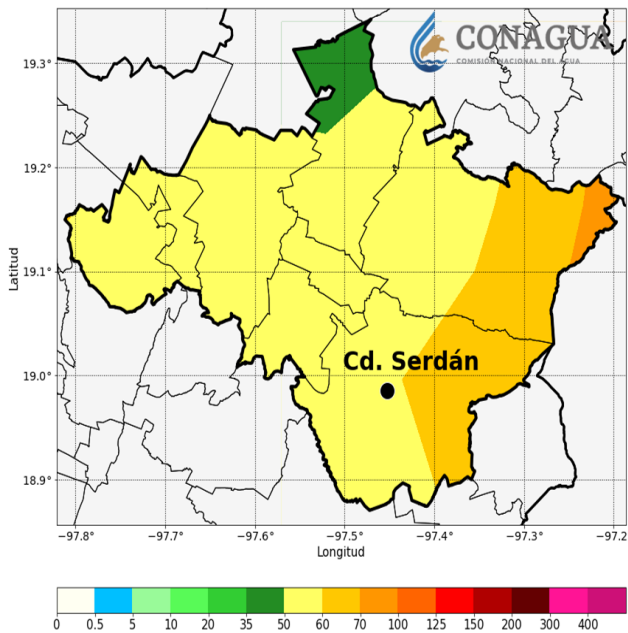 CONAGUA
COMISIÓN NACIONAL DEL AGUA
19.3°
19.2°
19.1°
19.0°
18.9°
Latitud
Cd. Serdán
−97.8° −97.7° −97.6° −97.5° −97.4° −97.3° −97.2
Longitud
0 0.5 5 10 20 35 50 60 70 100 125 150 200 300 400